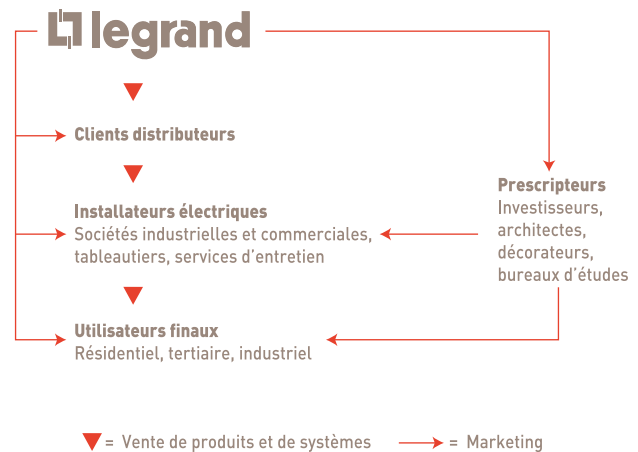 legrand
Clients distributeurs
Installateurs électriques
Sociétés industrielles et commerciales,
tableautiers, services d'entretien
Prescripteurs
Investisseurs,
architectes,
décorateurs,
bureaux d'études
Utilisateurs finaux
Résidentiel, tertiaire, industriel
= Vente de produits et de systèmes = Marketing